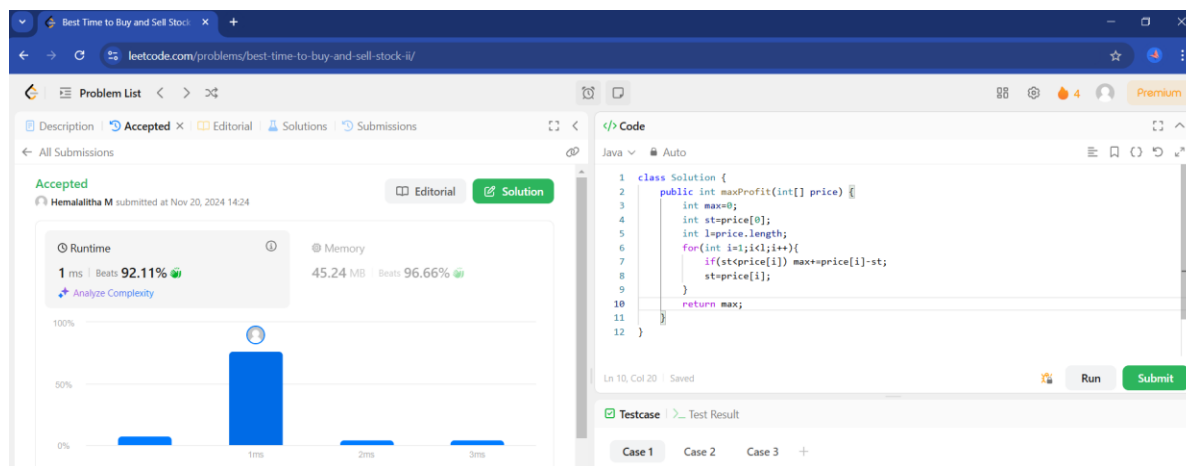 Best Time to Buy and Sell Stock
leetcode.com/problems/best-time-to-buy-and-sell-stock-ii/
Problem List
4
Premium
Description
Accepted
Editorial
Solutions
Submissions
All Submissions
Accepted
Hemalalitha M submitted at Nov 20, 2024 14:24
Editorial
Solution
Runtime
1 ms Beats 92.11%
Analyze Complexity
Memory
45.24 MB Beats 96.66%
100%
50%
0%
1ms 2ms 3ms
</> Code
Java Auto
1 class Solution {
2 public int maxProfit(int[] price) {
3 int max=0;
4 int st=price[0];
5 int l=price.length;
6 for(int i=1;i<l;i++){
7 if(st<price[i]) max+=price[i]-st;
8 st=price[i];
9 }
10 return max;
11 }
12 }
Ln 10, Col 20 Saved
Run
Submit
Testcase
>_ Test Result
Case 1 Case 2 Case 3 +